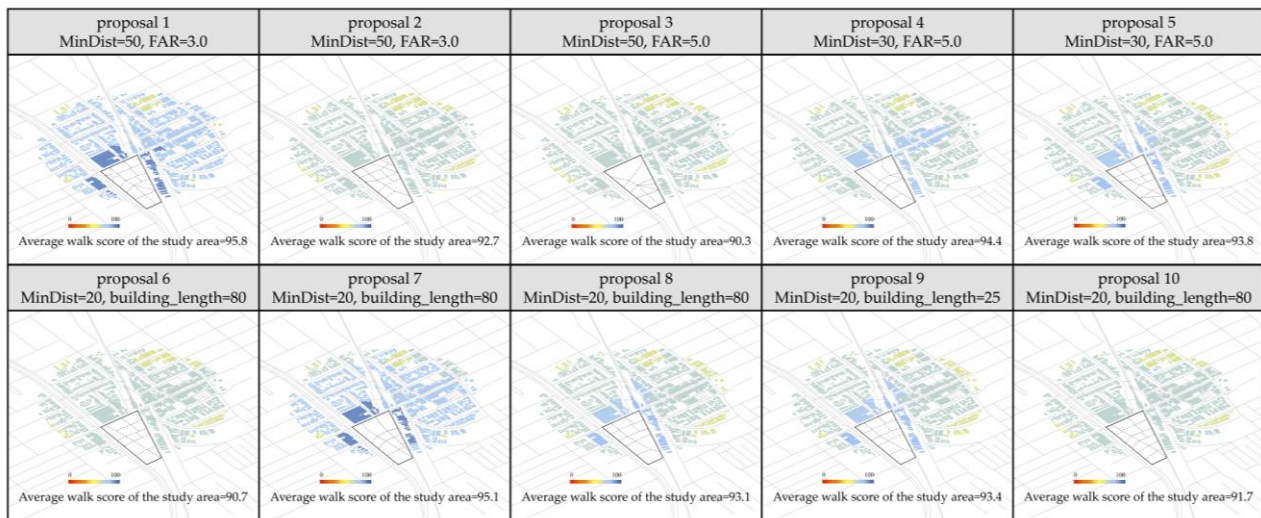 proposal 1
MinDist=50, FAR=3.0
proposal 2
MinDist=50, FAR=3.0
proposal 3
MinDist=50, FAR=5.0
proposal 4
MinDist=30, FAR=5.0
proposal 5
MinDist=30, FAR=5.0
0 100
Average walk score of the study area=95.8
0 100
Average walk score of the study area=92.7
0 100
Average walk score of the study area=90.3
0 100
Average walk score of the study area=94.4
0 100
Average walk score of the study area=93.8
proposal 6
MinDist=20, building_length=80
proposal 7
MinDist=20, building_length=80
proposal 8
MinDist=20, building_length=80
proposal 9
MinDist=20, building_length=25
proposal 10
MinDist=20, building_length=80
0 100
Average walk score of the study area=90.7
0 100
Average walk score of the study area=95.1
0 100
Average walk score of the study area=93.1
0 100
Average walk score of the study area=93.4
0 100
Average walk score of the study area=91.7